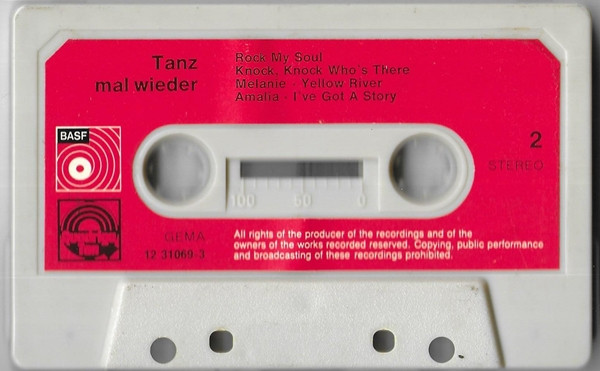 Tanz
mal wieder
Rock My Soul
Knock, Knock Who's There
Melanie - Yellow River
Amalia - I've Got A Story
BASF
2
STEREO
100 50 0
GEMA
12 31069-3
All rights of the producer of the recordings and of the
owners of the works recorded reserved. Copying, public performance
and broadcasting of these recordings prohibited.